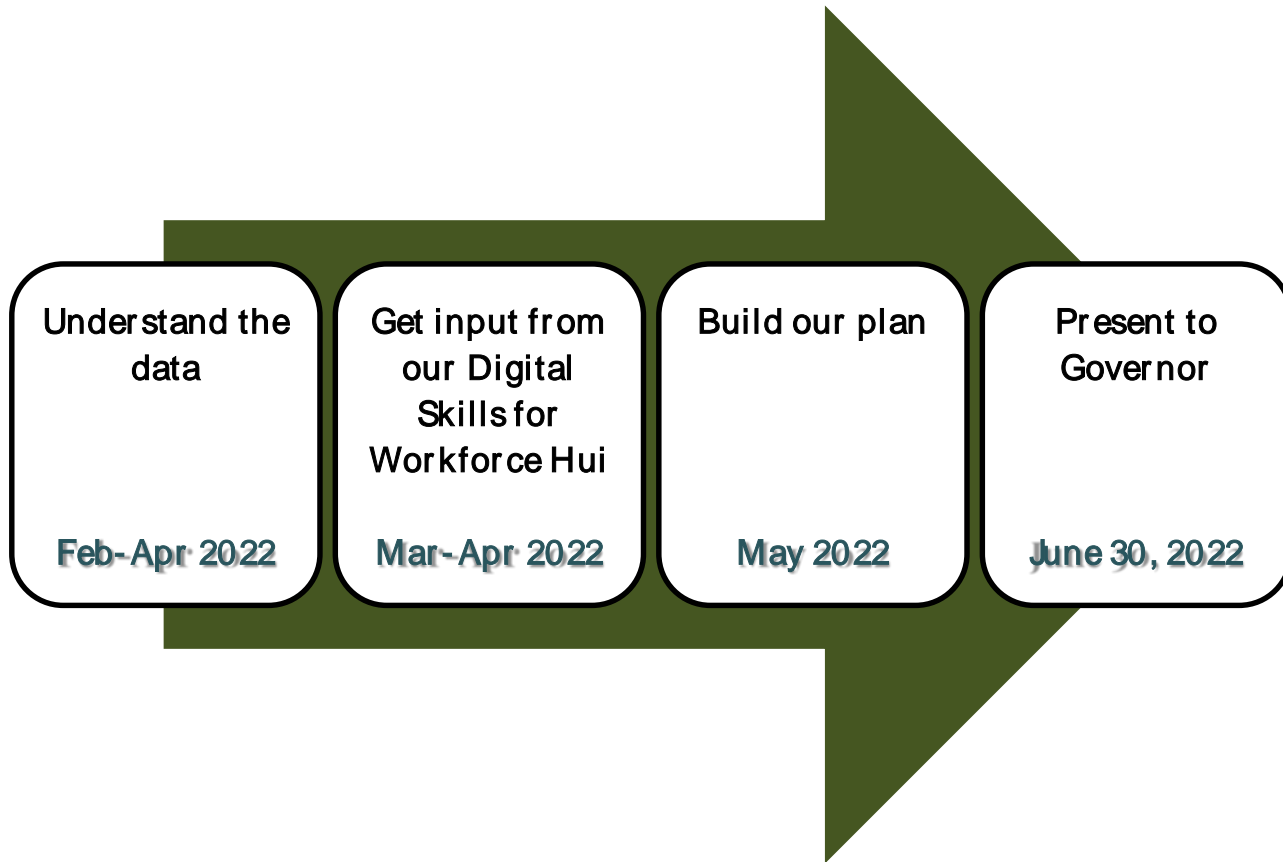 Understand the
data
Feb-Apr 2022
Get input from
our Digital
Skills for
Workforce Hui
Mar-Apr 2022
Build our plan
May 2022
Present to
Governor
June 30, 2022